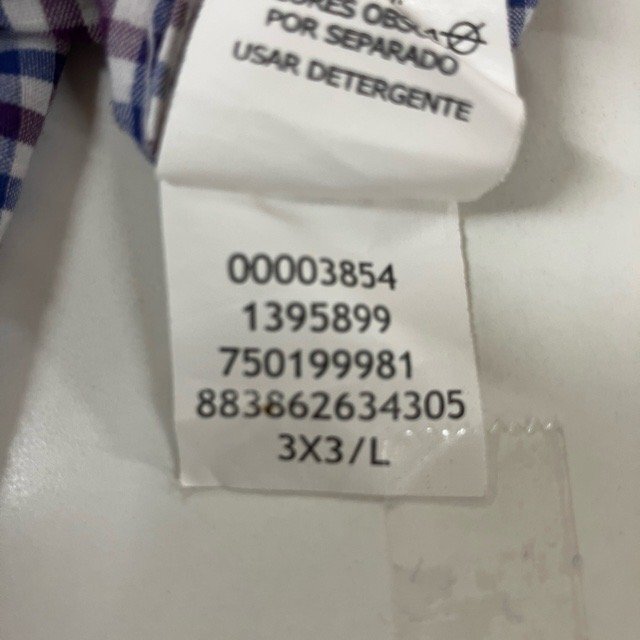 POR SEPARADO
USAR DETERGENTE
00003854
1395899
750199981
883862634305
3X3/L